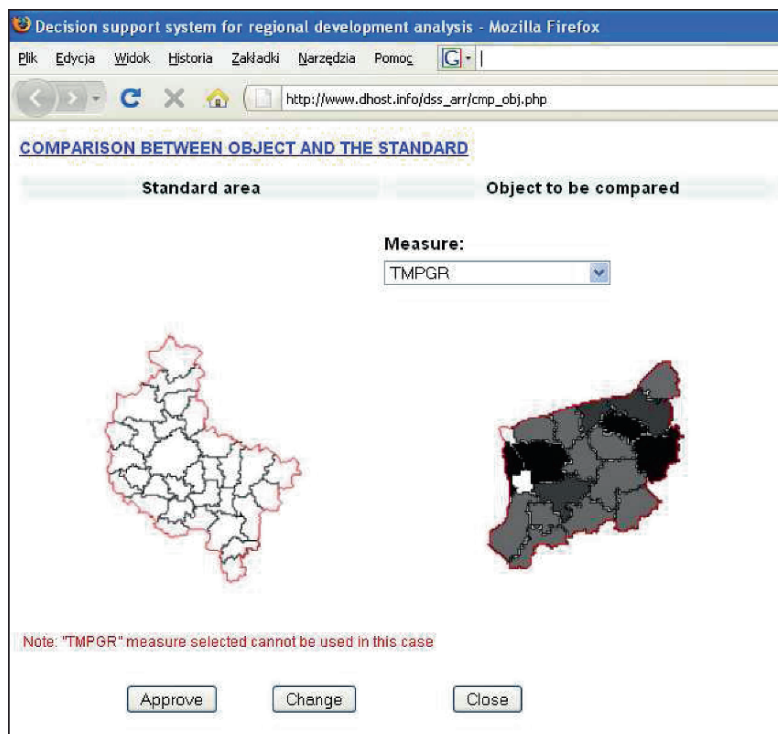 Decision support system for regional development analysis - Mozilla Firefox
Plik Edycja Widok Historia Zakładki Narzędzia Pomoc G
http://www.dhost.info/dss_arr/cmp_obj.php
COMPARISON BETWEEN OBJECT AND THE STANDARD
Standard area Object to be compared
Measure:
TMPGR
Note: "TMPGR" measure selected cannot be used in this case
Approve Change Close